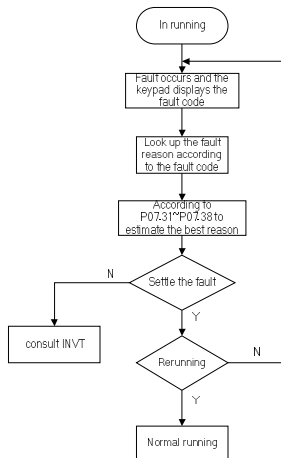 In running
Fault occurs and the
keypad displays the
fault code
Look up the fault
reason according
to the fault code
According to
P07.31~P07.38 to
estimate the best reason
N
Settle the fault
Y
consult INVT
Rerunning
N
Y
Normal running